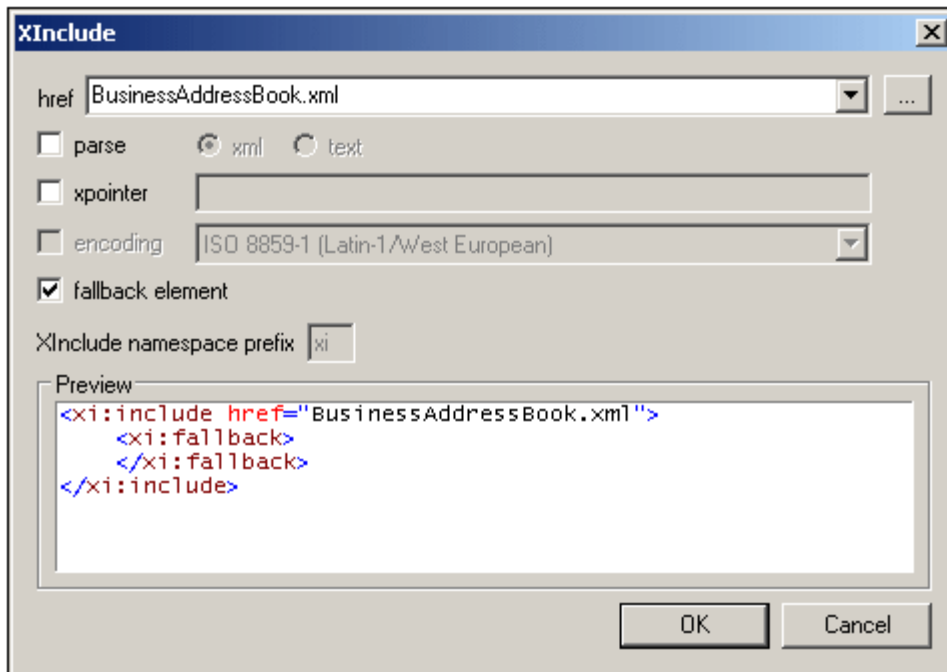 XInclude
href BusinessAddressBook.xml ...
parse xml text
xpointer
encoding ISO 8859-1 (Latin-1/West European)
fallback element
XInclude namespace prefix xi
Preview
<xi:include href="BusinessAddressBook.xml">
    <xi:fallback>
    </xi:fallback>
</xi:include>
OK Cancel